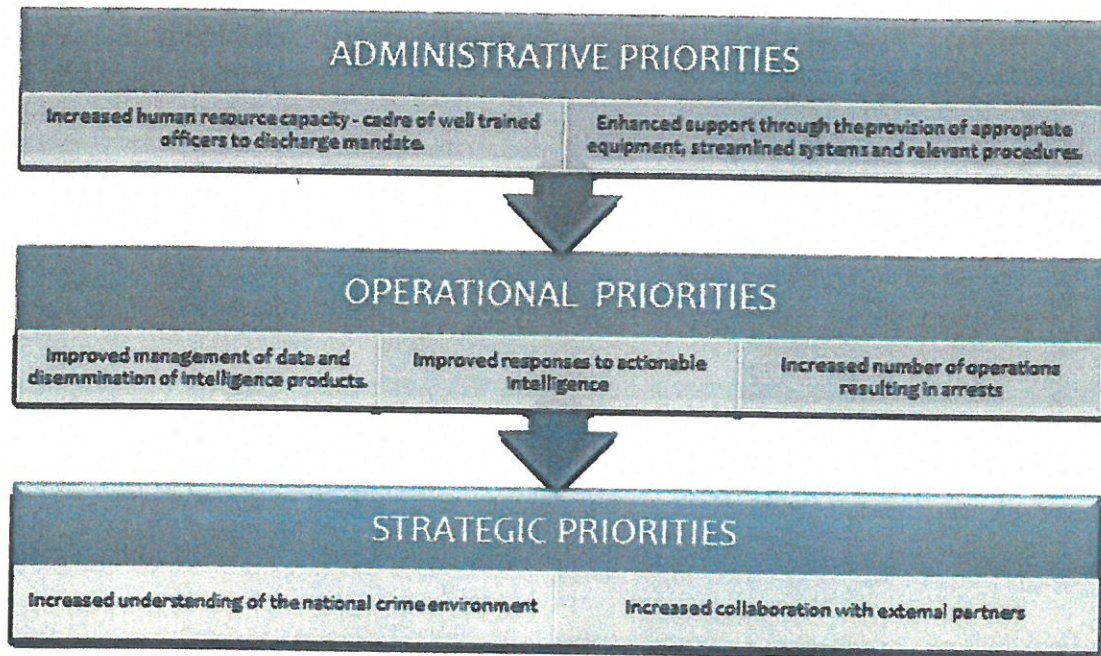 ADMINISTRATIVE PRIORITIES
Increased human resource capacity - cadre of well trained
officers to discharge mandate.
Enhanced support through the provision of appropriate
equipment, streamlined systems and relevant procedures.
OPERATIONAL PRIORITIES
Improved management of data and
disemmination of intelligence products.
Improved responses to actionable
intelligence
Increased number of operations
resulting in arrests
STRATEGIC PRIORITIES
Increased understanding of the national crime environment
Increased collaboration with external partners